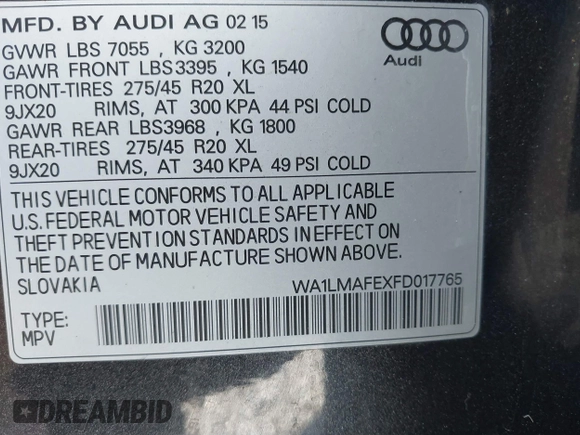 MFD. BY AUDI AG 02 15
GVWR LBS 7055 , KG 3200
GAWR FRONT LBS3395 , KG 1540
FRONT-TIRES 275/45 R20 XL
9JX20 RIMS, AT 300 KPA 44 PSI COLD
GAWR REAR LBS3968 , KG 1800
REAR-TIRES 275/45 R20 XL
9JX20 RIMS, AT 340 KPA 49 PSI COLD
Audi
THIS VEHICLE CONFORMS TO ALL APPLICABLE
U.S. FEDERAL MOTOR VEHICLE SAFETY AND
THEFT PREVENTION STANDARDS IN EFFECT ON
THE DATE OF MANUFACTURE SHOWN ABOVE.
SLOVAKIA WA1LMAFEXFD017765
TYPE:
MPV
DREAMBID